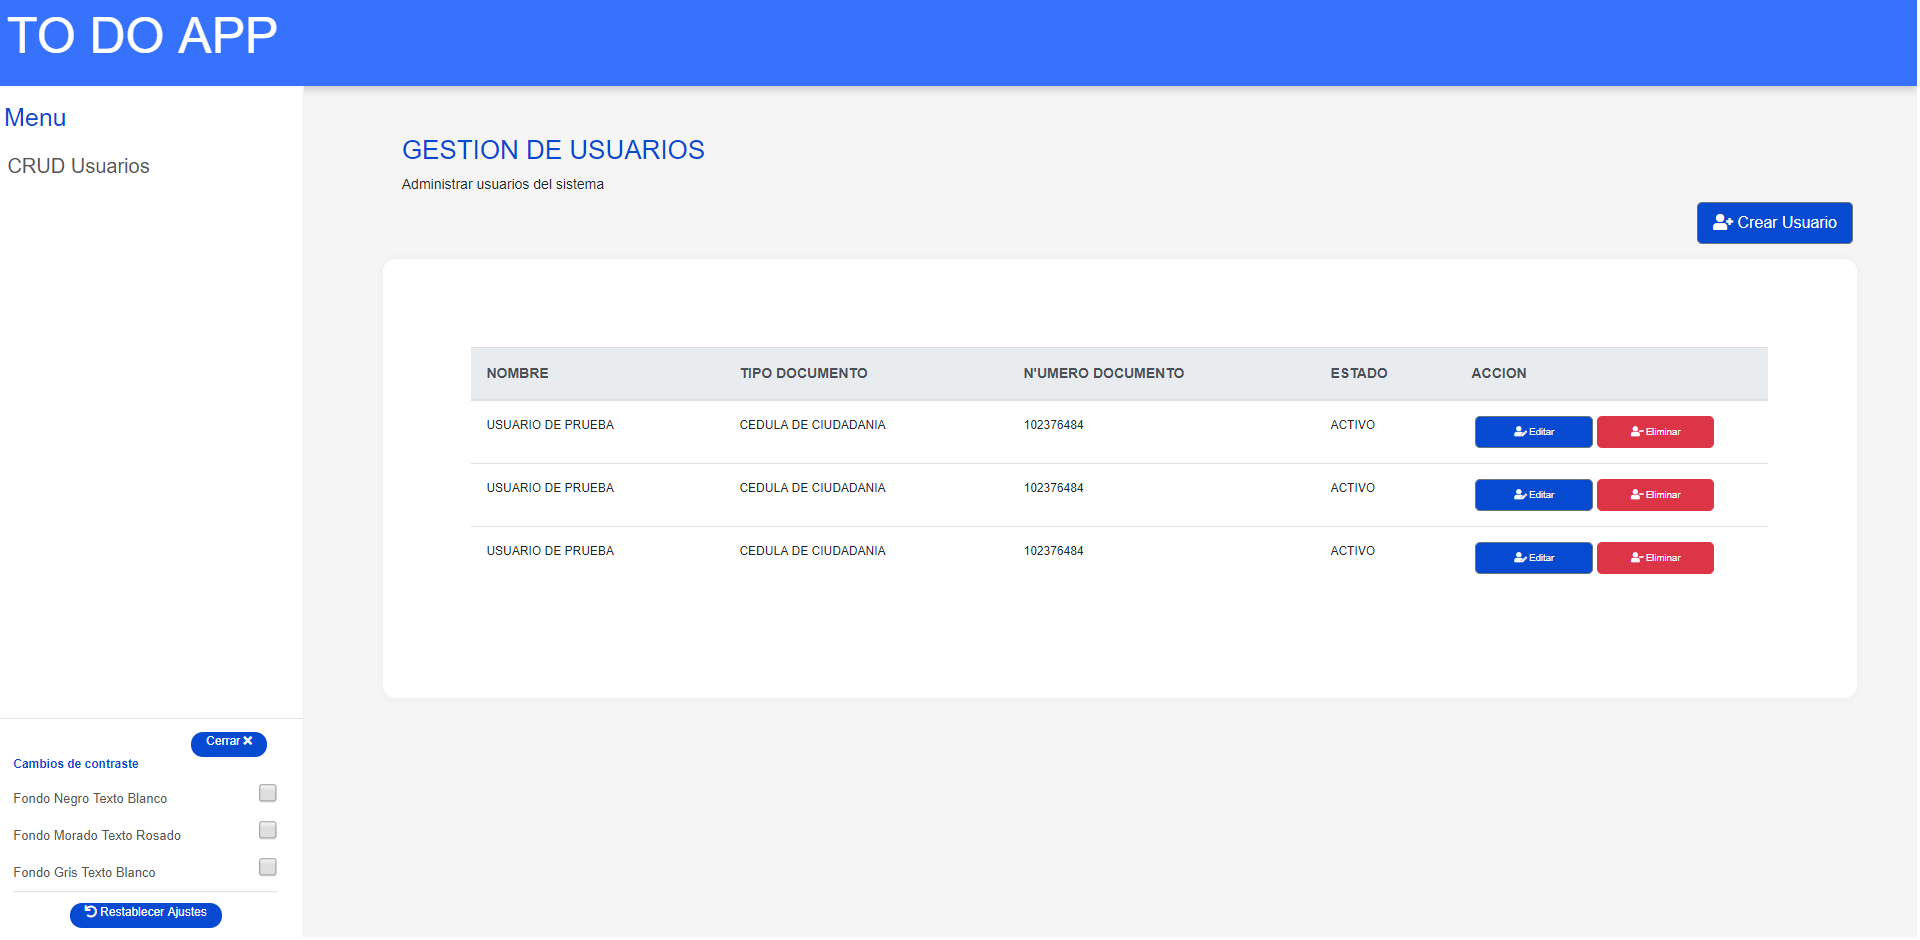 TO DO APP
Menu
CRUD Usuarios
GESTION DE USUARIOS
Administrar usuarios del sistema
Crear Usuario
NOMBRE TIPO DOCUMENTO N'UMERO DOCUMENTO ESTADO ACCION
USUARIO DE PRUEBA CEDULA DE CIUDADANIA 102376484 ACTIVO Editar Eliminar
USUARIO DE PRUEBA CEDULA DE CIUDADANIA 102376484 ACTIVO Editar Eliminar
USUARIO DE PRUEBA CEDULA DE CIUDADANIA 102376484 ACTIVO Editar Eliminar
Cerrar
Cambios de contraste
Fondo Negro Texto Blanco
Fondo Morado Texto Rosado
Fondo Gris Texto Blanco
Restablecer Ajustes